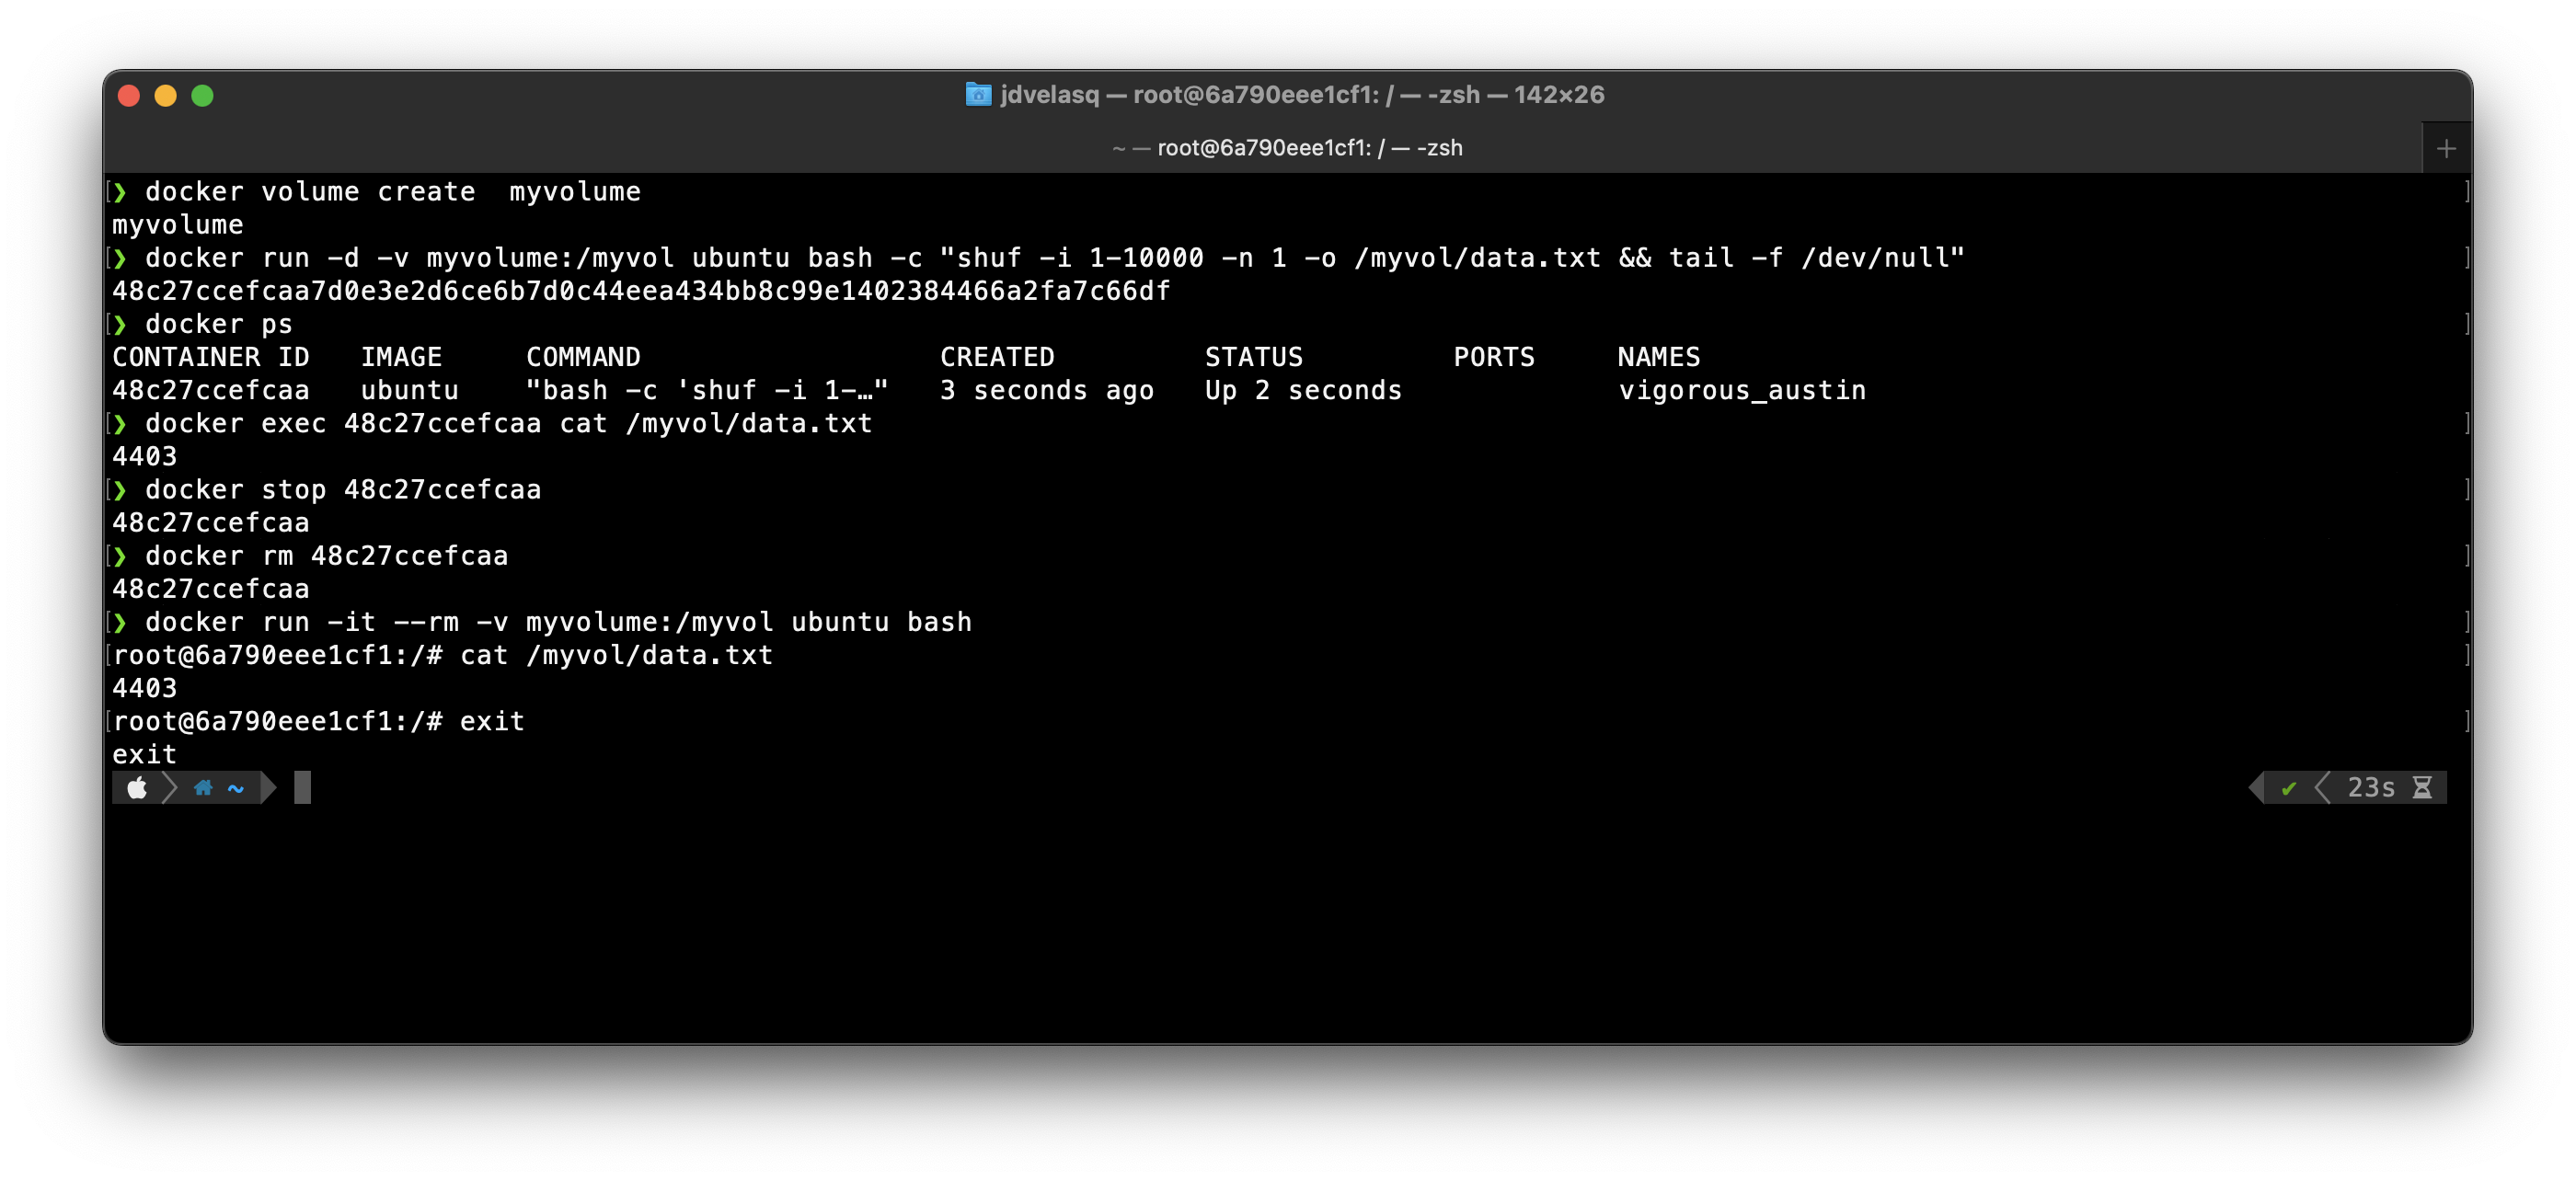 jdvelasq — root@6a790eee1cf1: / — -zsh — 142×26
~ — root@6a790eee1cf1: / — -zsh
❯ docker volume create  myvolume
myvolume
❯ docker run -d -v myvolume:/myvol ubuntu bash -c "shuf -i 1-10000 -n 1 -o /myvol/data.txt && tail -f /dev/null"
48c27ccefcaa7d0e3e2d6ce6b7d0c44eea434bb8c99e1402384466a2fa7c66df
❯ docker ps
CONTAINER ID   IMAGE     COMMAND                  CREATED         STATUS         PORTS     NAMES
48c27ccefcaa   ubuntu    "bash -c 'shuf -i 1-…"   3 seconds ago   Up 2 seconds             vigorous_austin
❯ docker exec 48c27ccefcaa cat /myvol/data.txt
4403
❯ docker stop 48c27ccefcaa
48c27ccefcaa
❯ docker rm 48c27ccefcaa
48c27ccefcaa
❯ docker run -it --rm -v myvolume:/myvol ubuntu bash
root@6a790eee1cf1:/# cat /myvol/data.txt
4403
root@6a790eee1cf1:/# exit
exit
~ ✔ 23s